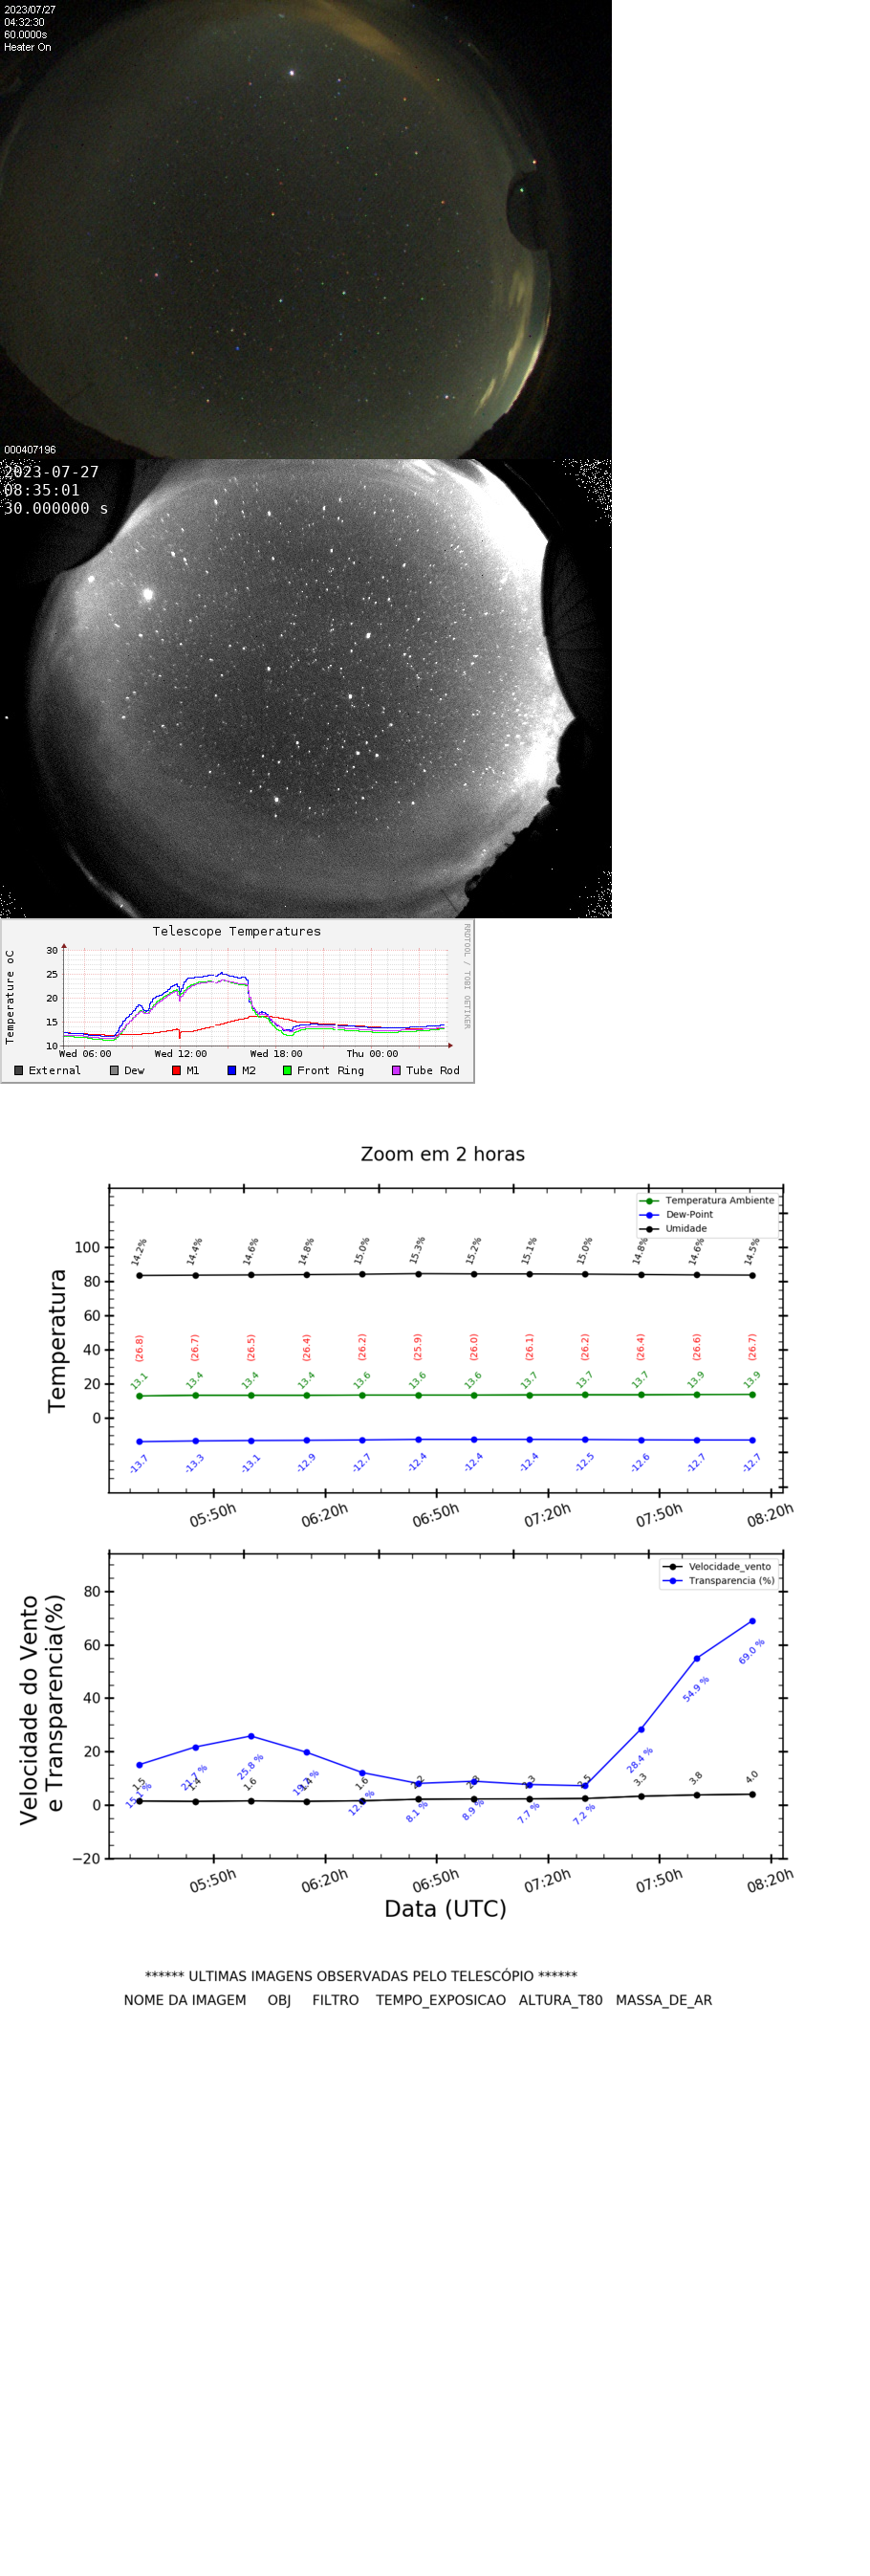 2023/07/27
04:32:30
60.0000s
Heater On
000407196
2023-07-27
08:35:01
30.000000 s
Telescope Temperatures
RRDTOOL / TOBI OETIKER
Temperature oC
30
25
20
15
10
Wed 06:00 Wed 12:00 Wed 18:00 Thu 00:00
External Dew M1 M2 Front Ring Tube Rod
Zoom em 2 horas
Temperatura Ambiente
Dew-Point
Umidade
Temperatura
100
80
60
40
20
0
14.2% 14.4% 14.6% 14.8% 15.0% 15.3% 15.2% 15.1% 15.0% 14.8% 14.6% 14.5%
(26.8) (26.7) (26.5) (26.4) (26.2) (25.9) (26.0) (26.1) (26.2) (26.4) (26.6) (26.7)
13.1 13.4 13.4 13.4 13.6 13.6 13.6 13.7 13.7 13.7 13.9 13.9
-13.7 -13.3 -13.1 -12.9 -12.7 -12.4 -12.4 -12.4 -12.5 -12.6 -12.7 -12.7
05:50h 06:20h 06:50h 07:20h 07:50h 08:20h
Velocidade_vento
Transparencia (%)
Velocidade do Vento
e Transparencia(%)
80
60
40
20
0
−20
1.5 1.4 1.6 1.4 1.6 3.3 3.8 4.0
25.8 % 8.1 % 8.9 % 7.7 % 7.2 % 28.4 % 54.9 % 69.0 %
05:50h 06:20h 06:50h 07:20h 07:50h 08:20h
Data (UTC)
****** ULTIMAS IMAGENS OBSERVADAS PELO TELESCÓPIO ******
NOME DA IMAGEM OBJ FILTRO TEMPO_EXPOSICAO ALTURA_T80 MASSA_DE_AR